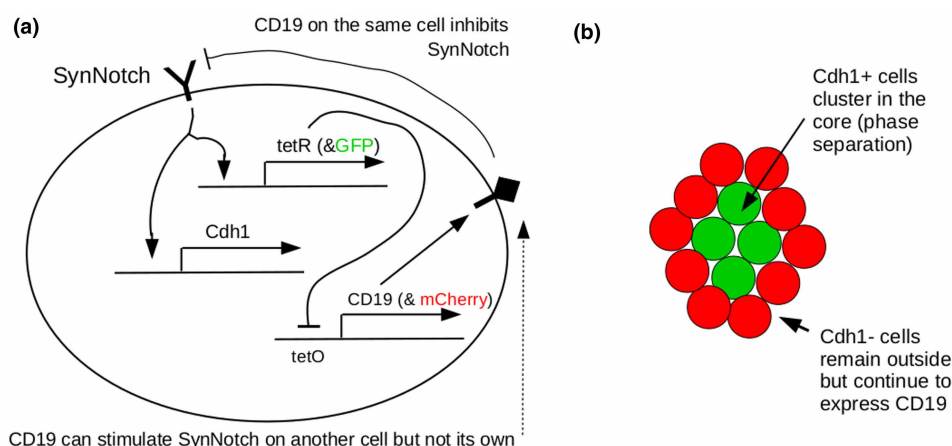 (a)
CD19 on the same cell inhibits
SynNotch
SynNotch
tetR (&GFP)
Cdh1
CD19 (& mCherry)
tetO
CD19 can stimulate SynNotch on another cell but not its own
(b)
Cdh1+ cells
cluster in the
core (phase
separation)
Cdh1- cells
remain outside
but continue to
express CD19